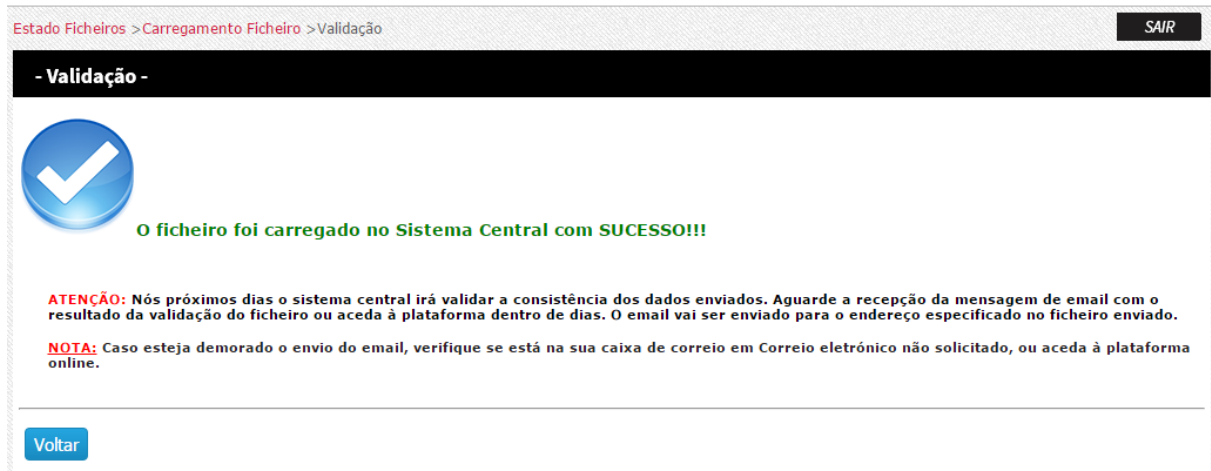 Estado Ficheiros >Carregamento Ficheiro >Validação
SAIR
- Validação -
O ficheiro foi carregado no Sistema Central com SUCESSO!!!
ATENÇÃO: Nós próximos dias o sistema central irá validar a consistência dos dados enviados. Aguarde a recepção da mensagem de email com o
resultado da validação do ficheiro ou aceda à plataforma dentro de dias. O email vai ser enviado para o endereço especificado no ficheiro enviado.
NOTA: Caso esteja demorado o envio do email, verifique se está na sua caixa de correio em Correio eletrónico não solicitado, ou aceda à plataforma
online.
Voltar